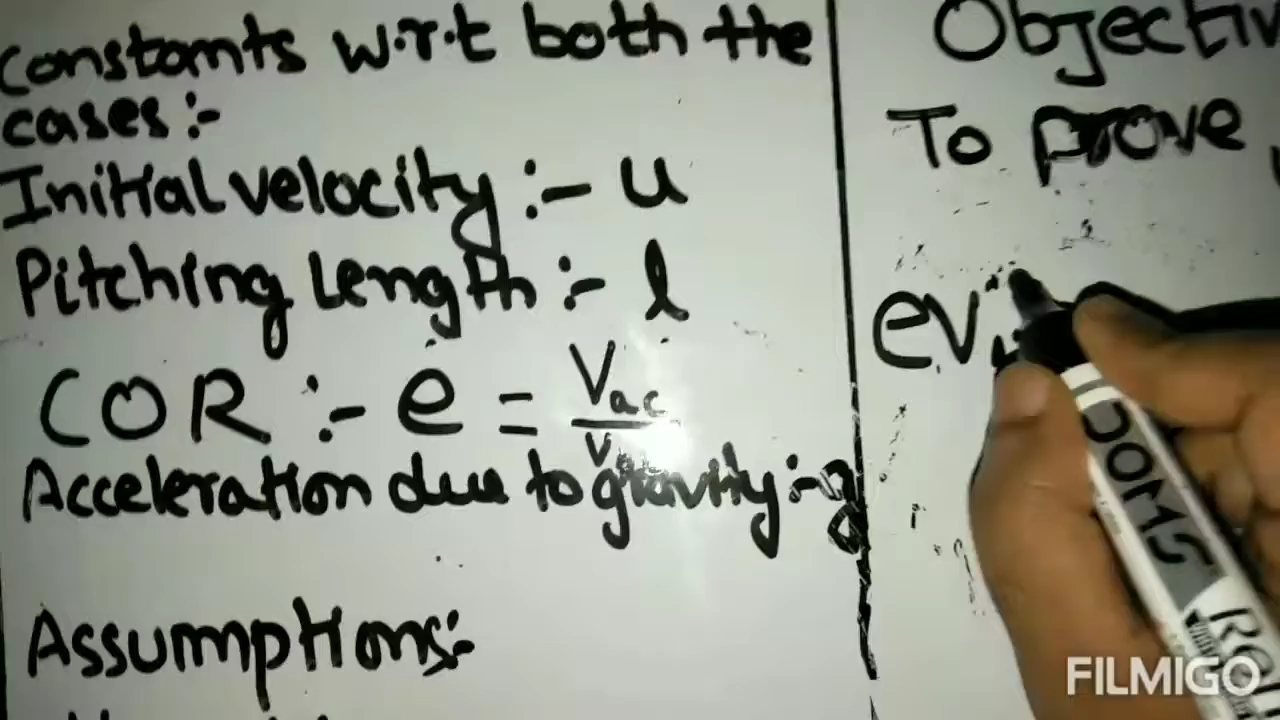 Constants w.r.t both the
cases:-
Initial velocity :- u
Pitching length :- l
COR :- e = Vac
Acceleration due to gravity :- g
Assumptions:-
To prove
ev
FILMIGO